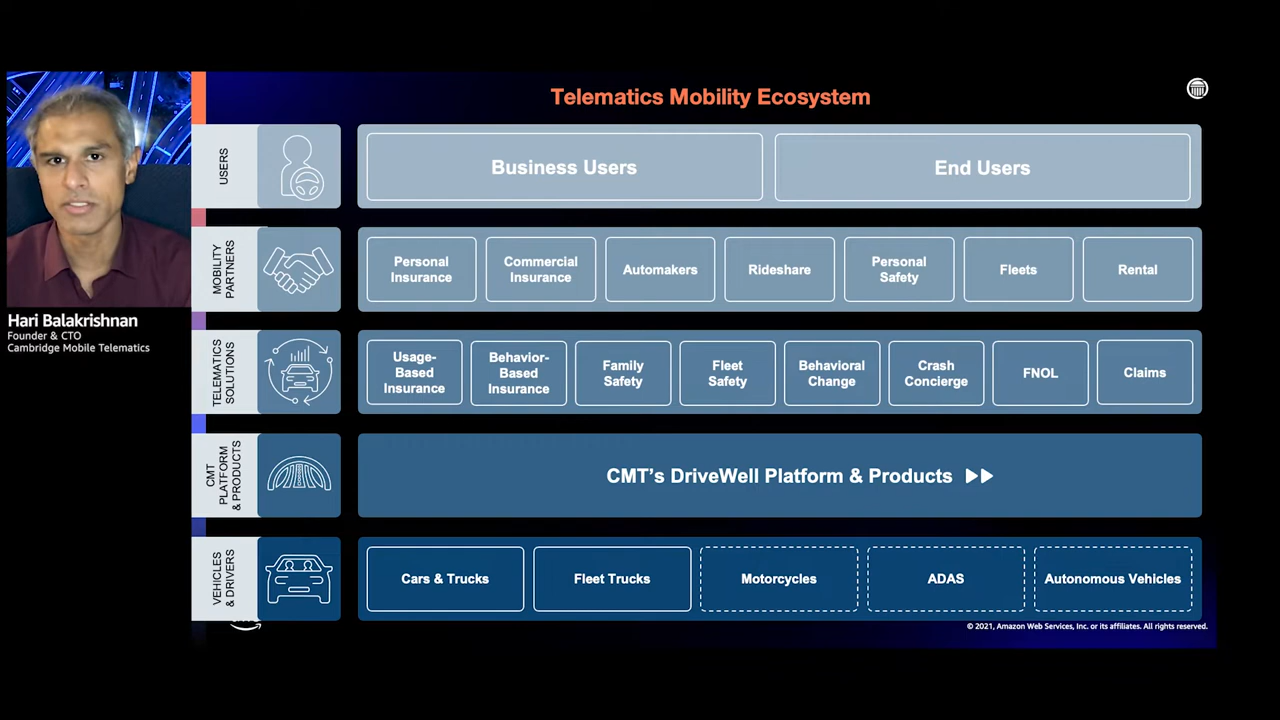 Telematics Mobility Ecosystem
Hari Balakrishnan
Founder & CTO
Cambridge Mobile Telematics
USERS
Business Users
End Users
MOBILITY
PARTNERS
Personal
Insurance
Commercial
Insurance
Automakers
Rideshare
Personal
Safety
Fleets
Rental
TELEMATICS
SOLUTIONS
Usage-
Based
Insurance
Behavior-
Based
Insurance
Family
Safety
Fleet
Safety
Behavioral
Change
Crash
Concierge
FNOL
Claims
CMT
PLATFORM
& PRODUCTS
CMT's DriveWell Platform & Products
VEHICLES
& DRIVERS
Cars & Trucks
Fleet Trucks
Motorcycles
ADAS
Autonomous Vehicles
© 2021, Amazon Web Services, Inc. or its affiliates. All rights reserved.